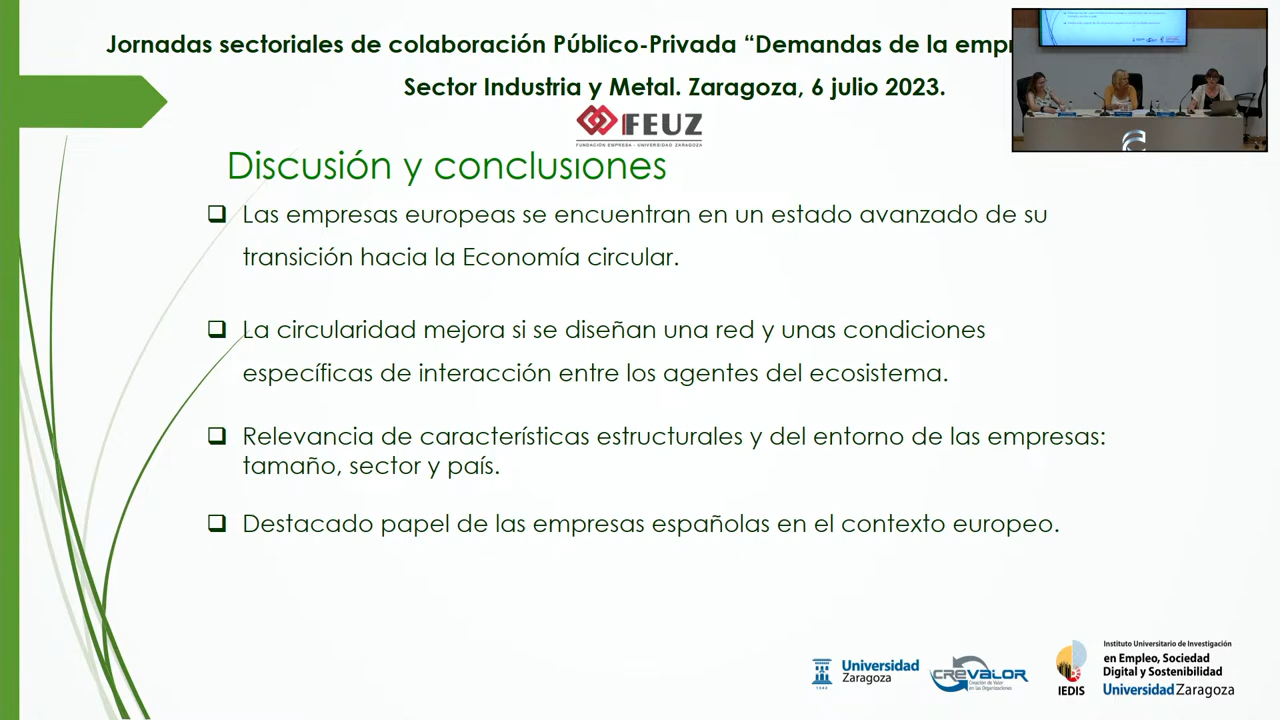 Jornadas sectoriales de colaboración Público-Privada “Demandas de la emp
Sector Industria y Metal. Zaragoza, 6 julio 2023.
FEUZ
FUNDACIÓN EMPRESA - UNIVERSIDAD ZARAGOZA
Discusión y conclusiones
❑ Las empresas europeas se encuentran en un estado avanzado de su
transición hacia la Economía circular.
❑ La circularidad mejora si se diseñan una red y unas condiciones
específicas de interacción entre los agentes del ecosistema.
❑ Relevancia de características estructurales y del entorno de las empresas:
tamaño, sector y país.
❑ Destacado papel de las empresas españolas en el contexto europeo.
Universidad
Zaragoza
1542
CREVALOR
Creación de Valor
en las Organizaciones
IEDIS
Instituto Universitario de Investigación
en Empleo, Sociedad
Digital y Sostenibilidad
Universidad Zaragoza